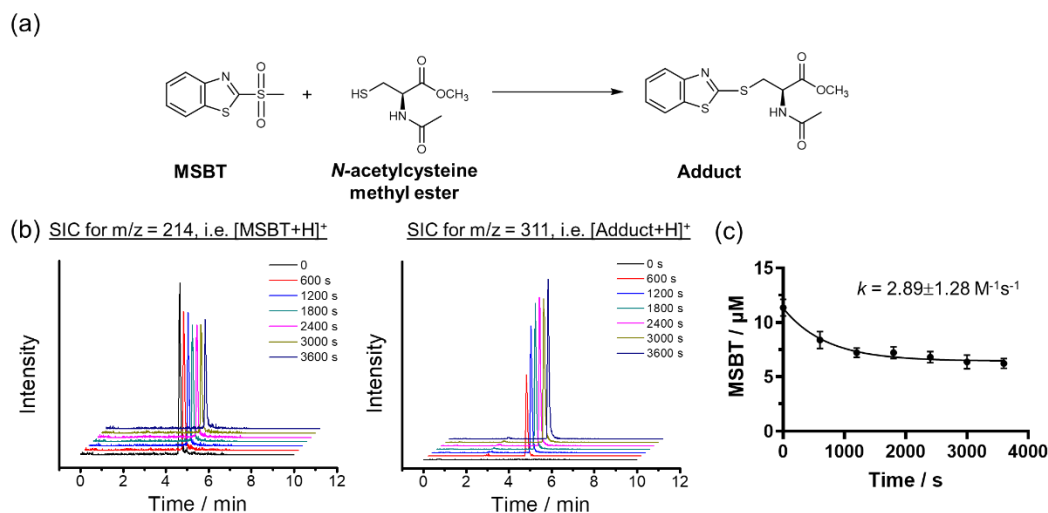 (a)
N
S
O
S
O
+
HS
O
OCH3
HN
O
N
S
S
O
OCH3
HN
O
MSBT
N-acetylcysteine
methyl ester
Adduct
(b)
SIC for m/z = 214, i.e. [MSBT+H]+
Intensity
0
600 s
1200 s
1800 s
2400 s
3000 s
3600 s
0 2 4 6 8 10 12
Time / min
SIC for m/z = 311, i.e. [Adduct+H]+
Intensity
0 s
600 s
1200 s
1800 s
2400 s
3000 s
3600 s
0 2 4 6 8 10 12
Time / min
(c)
k = 2.89±1.28 M-1s-1
MSBT / µM
15
10
5
0
0 1000 2000 3000 4000
Time / s